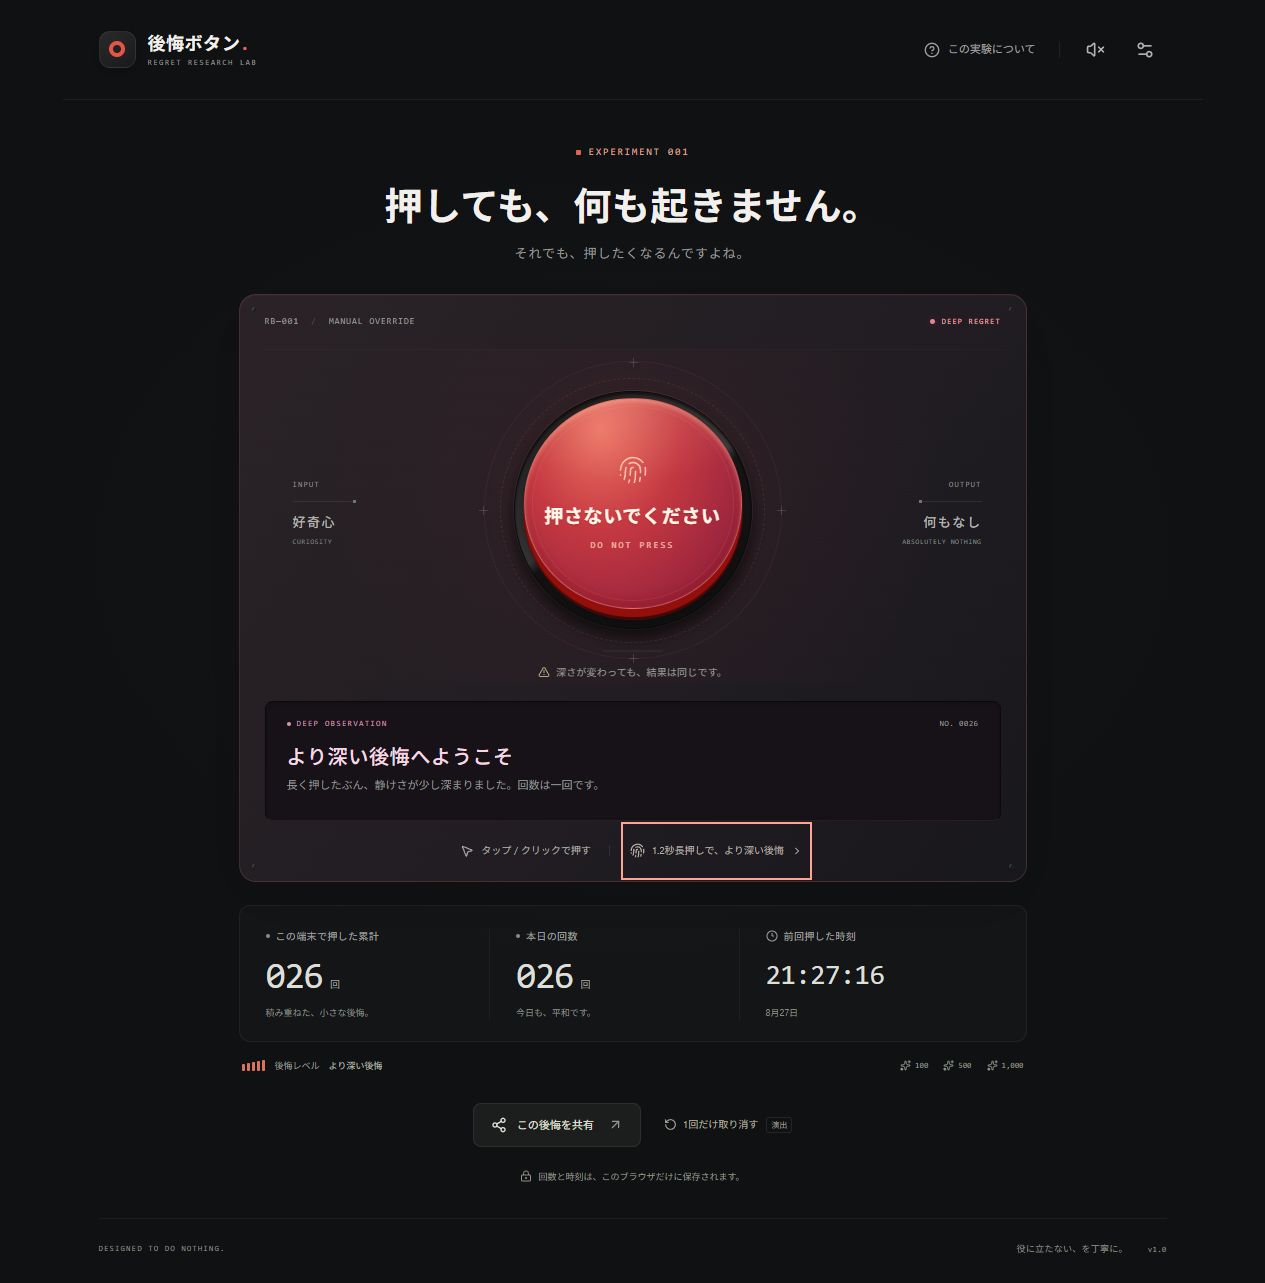 後悔ボタン.
REGRET RESEARCH LAB
この実験について
EXPERIMENT 001
押しても、何も起きません。
それでも、押したくなるんですよね。
RB—001 / MANUAL OVERRIDE
DEEP REGRET
INPUT
好奇心
CURIOSITY
押さないでください
DO NOT PRESS
OUTPUT
何もなし
ABSOLUTELY NOTHING
深さが変わっても、結果は同じです。
DEEP OBSERVATION
NO. 0026
より深い後悔へようこそ
長く押したぶん、静けさが少し深まりました。回数は一回です。
タップ / クリックで押す
1.2秒長押しで、より深い後悔
この端末で押した累計
026 回
積み重ねた、小さな後悔。
本日の回数
026 回
今日も、平和です。
前回押した時刻
21:27:16
8月27日
後悔レベル より深い後悔
100 500 1,000
この後悔を共有
1回だけ取り消す 演出
回数と時刻は、このブラウザだけに保存されます。
DESIGNED TO DO NOTHING.
役に立たない、を丁寧に。 v1.0